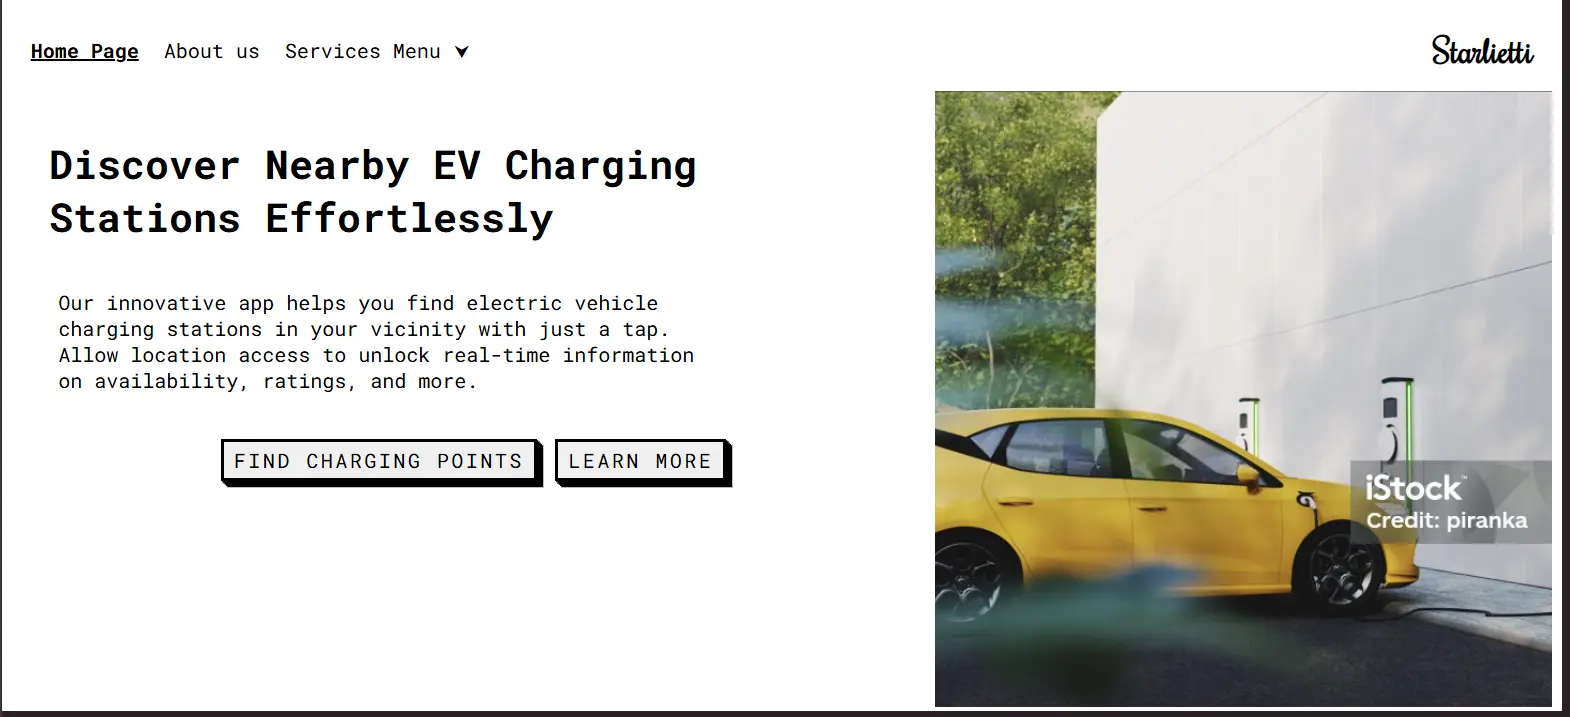 Home Page About us Services Menu
Starlietti
Discover Nearby EV Charging
Stations Effortlessly
Our innovative app helps you find electric vehicle
charging stations in your vicinity with just a tap.
Allow location access to unlock real-time information
on availability, ratings, and more.
FIND CHARGING POINTS LEARN MORE
iStock™
Credit: piranka